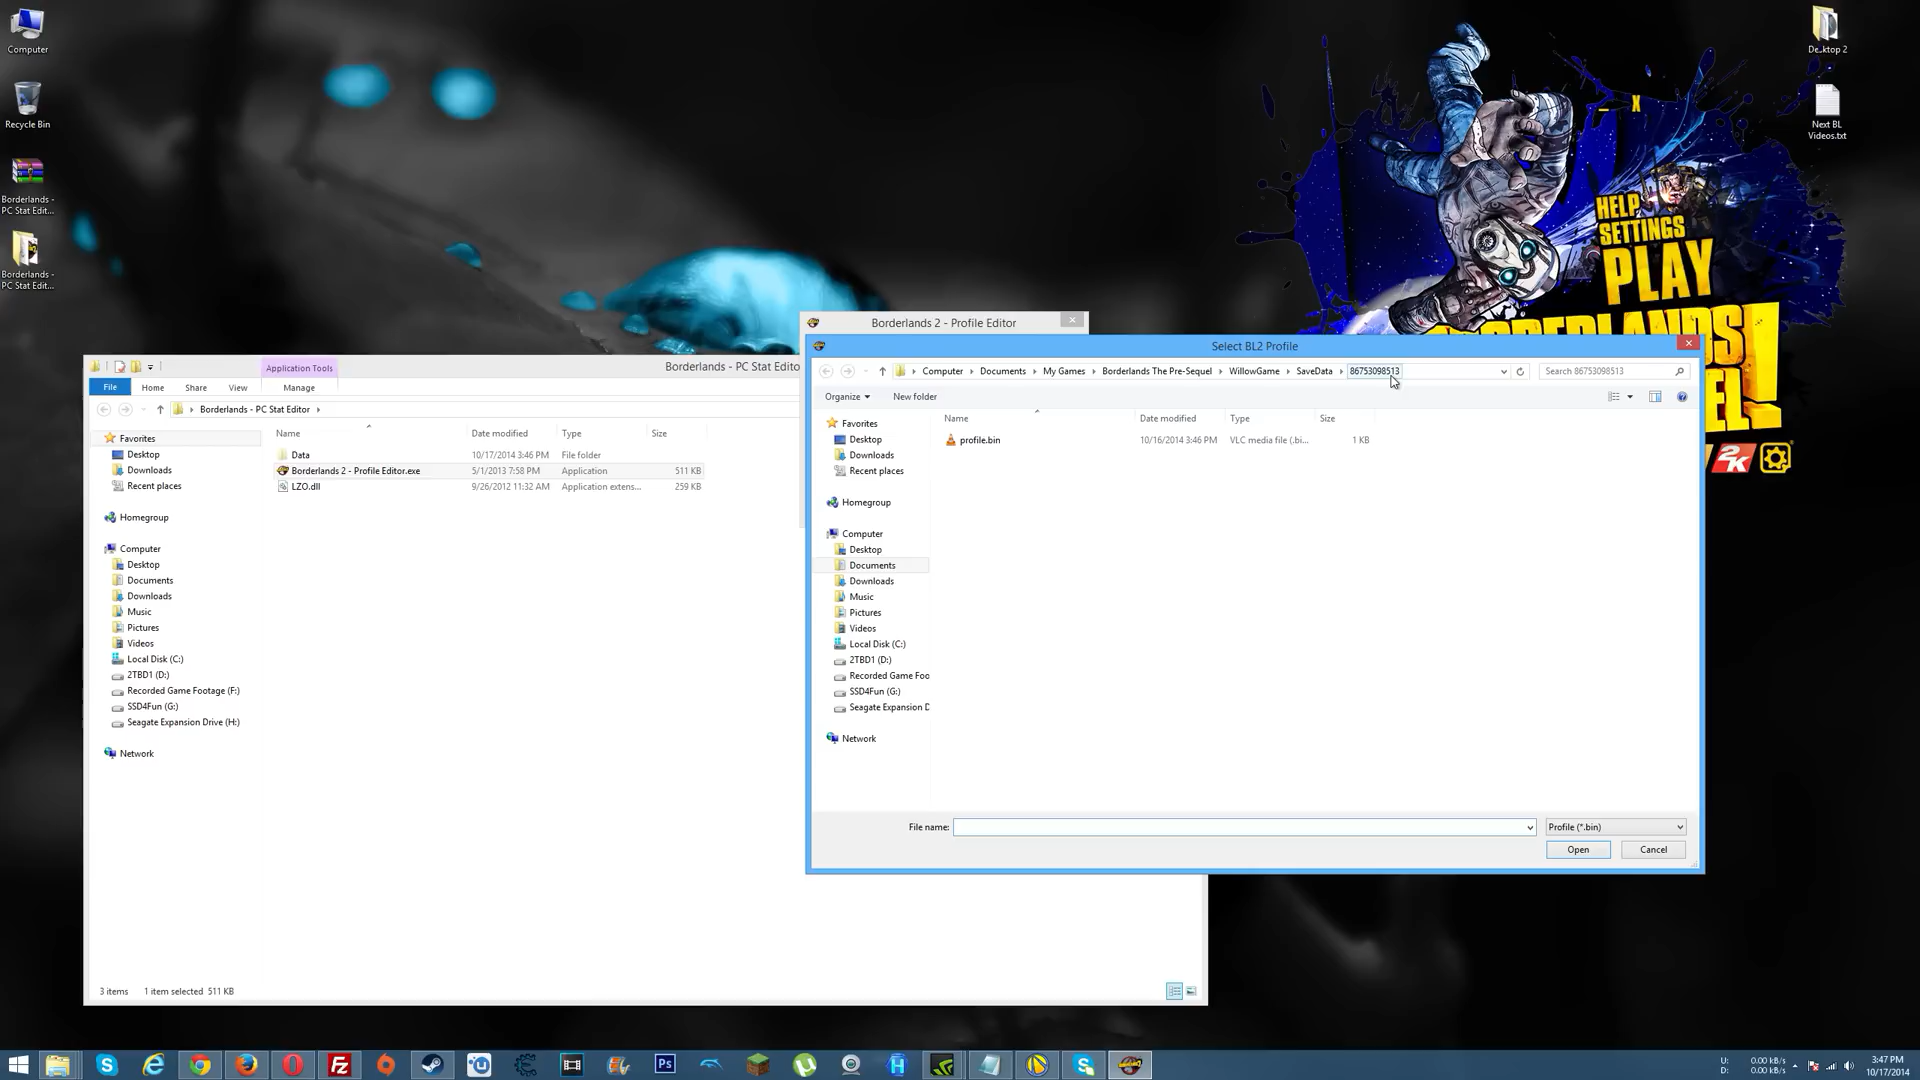 Computer
Recycle Bin
Borderlands -
PC Stat Edit...
Borderlands -
PC Stat Edit...
Desktop 2
Next BL
Videos.txt
_ X
HELP
SETTINGS
PLAY
2K
Borderlands 2 - Profile Editor
Select BL2 Profile
Computer
Documents
My Games
Borderlands The Pre-Sequel
WillowGame
SaveData
86753098513
Search 86753098513
Organize
New folder
Name
Date modified
Type
Size
profile.bin
10/16/2014 3:46 PM
VLC media file (.bi...
1 KB
Favorites
Desktop
Downloads
Recent places
Homegroup
Computer
Desktop
Documents
Downloads
Music
Pictures
Videos
Local Disk (C:)
2TBD1 (D:)
Recorded Game Foo
SSD4Fun (G:)
Seagate Expansion D
Network
File name:
Profile (*.bin)
Open
Cancel
Application Tools
Borderlands - PC Stat Edito
File
Home
Share
View
Manage
Borderlands - PC Stat Editor
Name
Date modified
Type
Size
Data
10/17/2014 3:46 PM
File folder
Borderlands 2 - Profile Editor.exe
5/1/2013 7:58 PM
Application
511 KB
LZO.dll
9/26/2012 11:32 AM
Application extens...
259 KB
Favorites
Desktop
Downloads
Recent places
Homegroup
Computer
Desktop
Documents
Downloads
Music
Pictures
Videos
Local Disk (C:)
2TBD1 (D:)
Recorded Game Footage (F:)
SSD4Fun (G:)
Seagate Expansion Drive (H:)
Network
3 items
1 item selected 511 KB
Fz
Ps
H
U: 0.00 kB/s
D: 0.00 kB/s
3:47 PM
10/17/2014